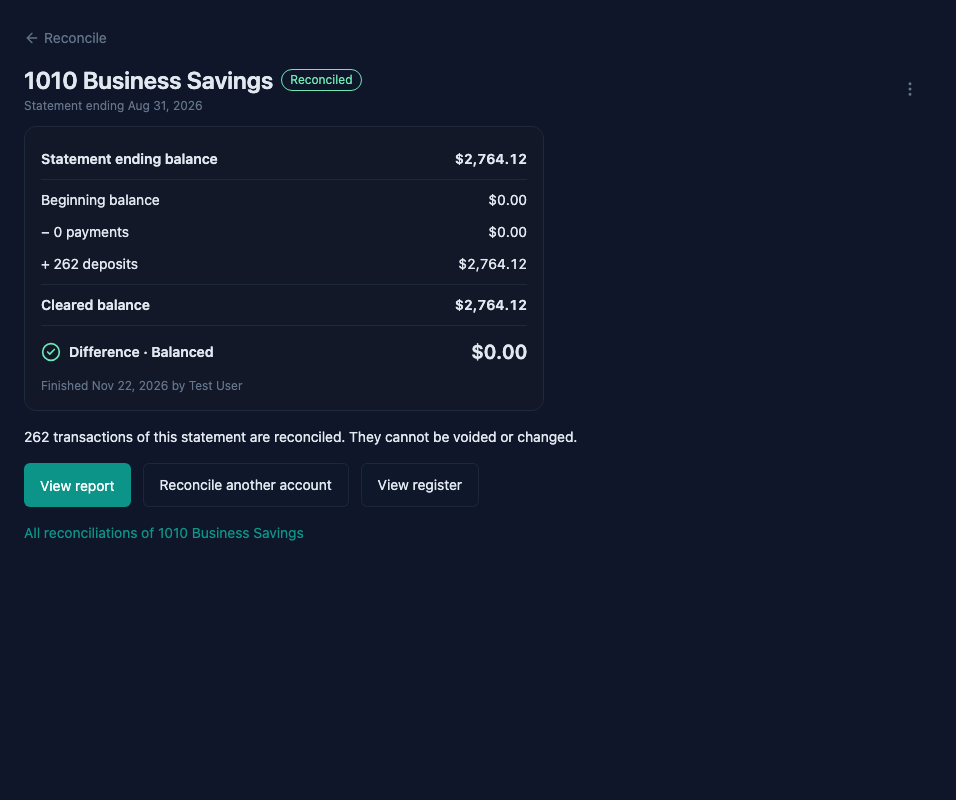 Reconcile
1010 Business Savings Reconciled
Statement ending Aug 31, 2026
Statement ending balance $2,764.12
Beginning balance $0.00
− 0 payments $0.00
+ 262 deposits $2,764.12
Cleared balance $2,764.12
Difference · Balanced $0.00
Finished Nov 22, 2026 by Test User
262 transactions of this statement are reconciled. They cannot be voided or changed.
View report Reconcile another account View register
All reconciliations of 1010 Business Savings